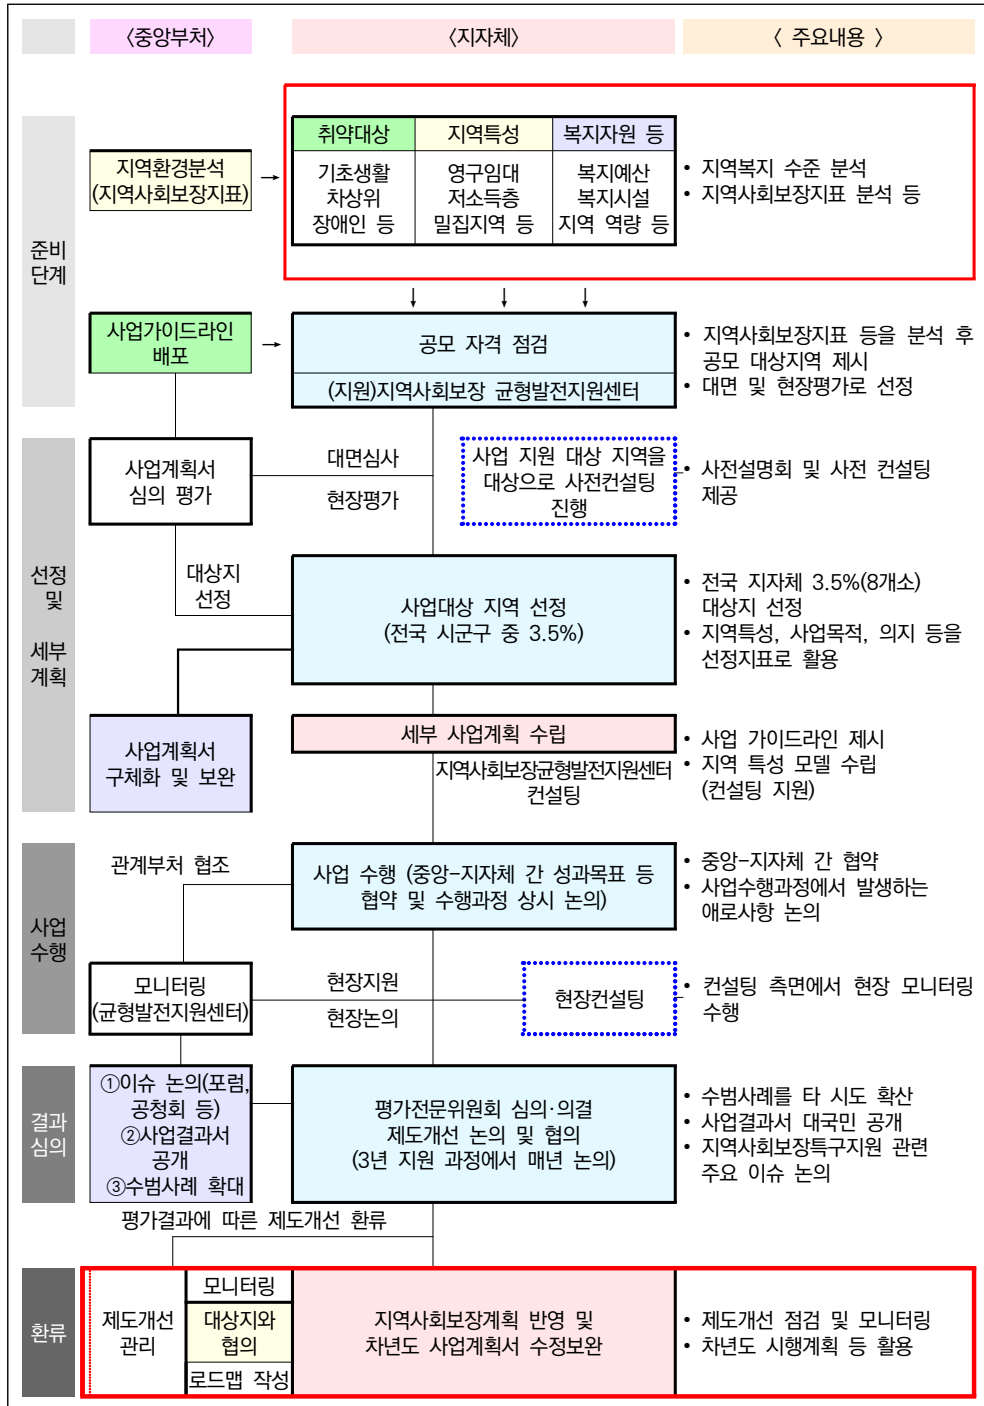 〈중앙부처〉
〈지자체〉
〈 주요내용 〉
준비
단계
지역환경분석
(지역사회보장지표)
취약대상
기초생활
차상위
장애인 등
지역특성
영구임대
저소득층
밀집지역 등
복지자원 등
복지예산
복지시설
지역 역량 등
• 지역복지 수준 분석
• 지역사회보장지표 분석 등
사업가이드라인
배포
공모 자격 점검
(지원)지역사회보장 균형발전지원센터
• 지역사회보장지표 등을 분석 후
공모 대상지역 제시
• 대면 및 현장평가로 선정
선정
및
세부
계획
사업계획서
심의 평가
대면심사
현장평가
사업 지원 대상 지역을
대상으로 사전컨설팅
진행
• 사전설명회 및 사전 컨설팅
제공
대상지
선정
사업대상 지역 선정
(전국 시군구 중 3.5%)
• 전국 지자체 3.5%(8개소)
대상지 선정
• 지역특성, 사업목적, 의지 등을
선정지표로 활용
사업계획서
구체화 및 보완
세부 사업계획 수립
지역사회보장균형발전지원센터
컨설팅
• 사업 가이드라인 제시
• 지역 특성 모델 수립
(컨설팅 지원)
사업
수행
관계부처 협조
사업 수행 (중앙-지자체 간 성과목표 등
협약 및 수행과정 상시 논의)
• 중앙-지자체 간 협약
• 사업수행과정에서 발생하는
애로사항 논의
모니터링
(균형발전지원센터)
현장지원
현장논의
현장컨설팅
• 컨설팅 측면에서 현장 모니터링
수행
결과
심의
①이슈 논의(포럼,
공청회 등)
②사업결과서
공개
③수범사례 확대
평가전문위원회 심의·의결
제도개선 논의 및 협의
(3년 지원 과정에서 매년 논의)
• 수범사례를 타 시도 확산
• 사업결과서 대국민 공개
• 지역사회보장특구지원 관련
주요 이슈 논의
평가결과에 따른 제도개선 환류
환류
제도개선
관리
모니터링
대상지와
협의
로드맵 작성
지역사회보장계획 반영 및
차년도 사업계획서 수정보완
• 제도개선 점검 및 모니터링
• 차년도 시행계획 등 활용